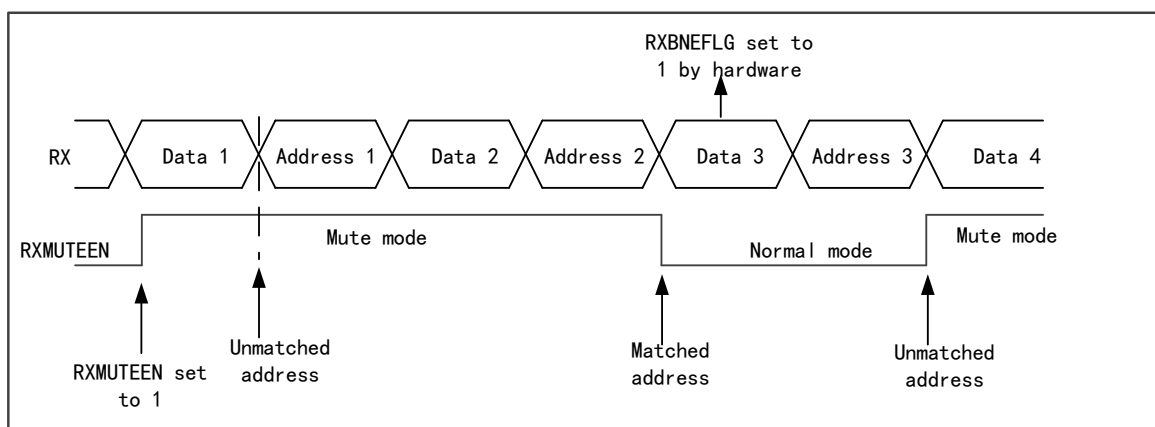 RXBNEFLG set to
1 by hardware
RX
Data 1
Address 1
Data 2
Address 2
Data 3
Address 3
Data 4
RXMUTEEN
Mute mode
Normal mode
Mute mode
RXMUTEEN set
to 1
Unmatched
address
Matched
address
Unmatched
address